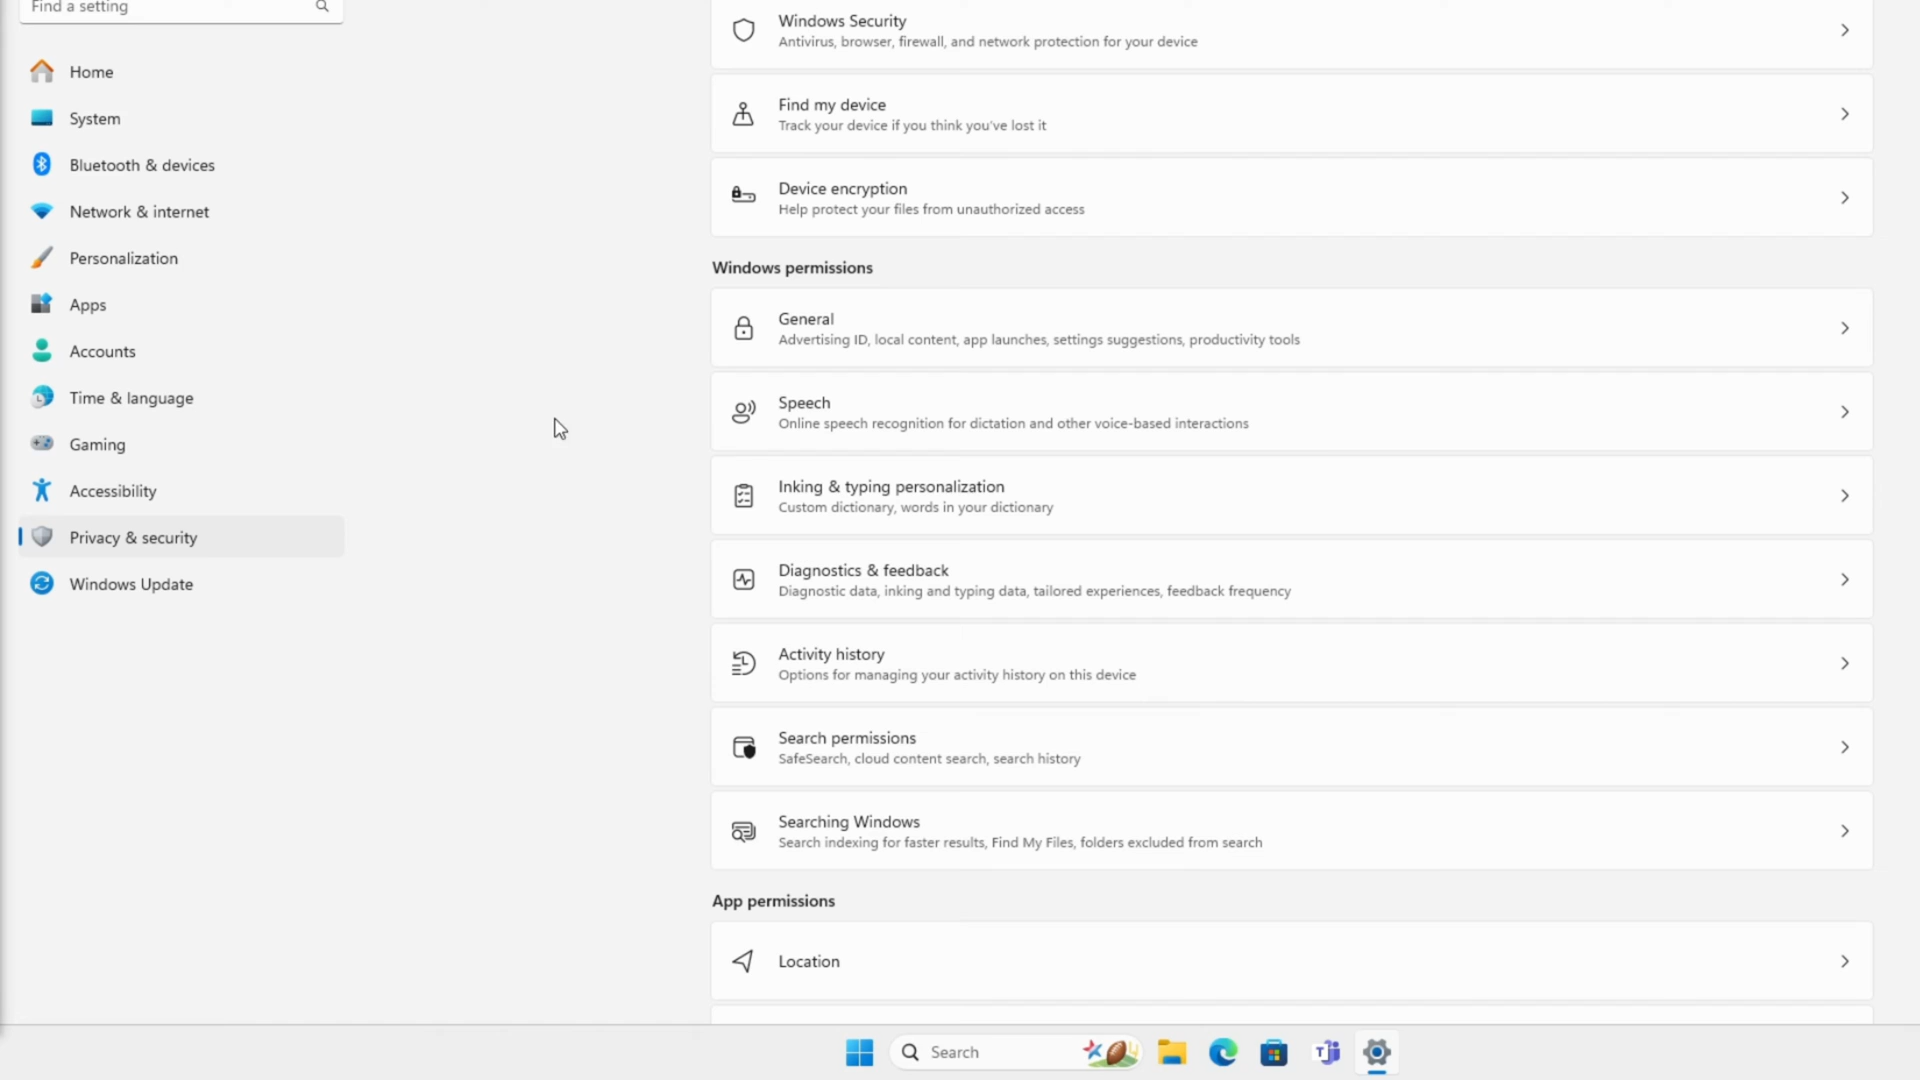 Find a setting
Home
System
Bluetooth & devices
Network & internet
Personalization
Apps
Accounts
Time & language
Gaming
Accessibility
Privacy & security
Windows Update
Windows Security
Antivirus, browser, firewall, and network protection for your device
Find my device
Track your device if you think you've lost it
Device encryption
Help protect your files from unauthorized access
Windows permissions
General
Advertising ID, local content, app launches, settings suggestions, productivity tools
Speech
Online speech recognition for dictation and other voice-based interactions
Inking & typing personalization
Custom dictionary, words in your dictionary
Diagnostics & feedback
Diagnostic data, inking and typing data, tailored experiences, feedback frequency
Activity history
Options for managing your activity history on this device
Search permissions
SafeSearch, cloud content search, search history
Searching Windows
Search indexing for faster results, Find My Files, folders excluded from search
App permissions
Location
Search